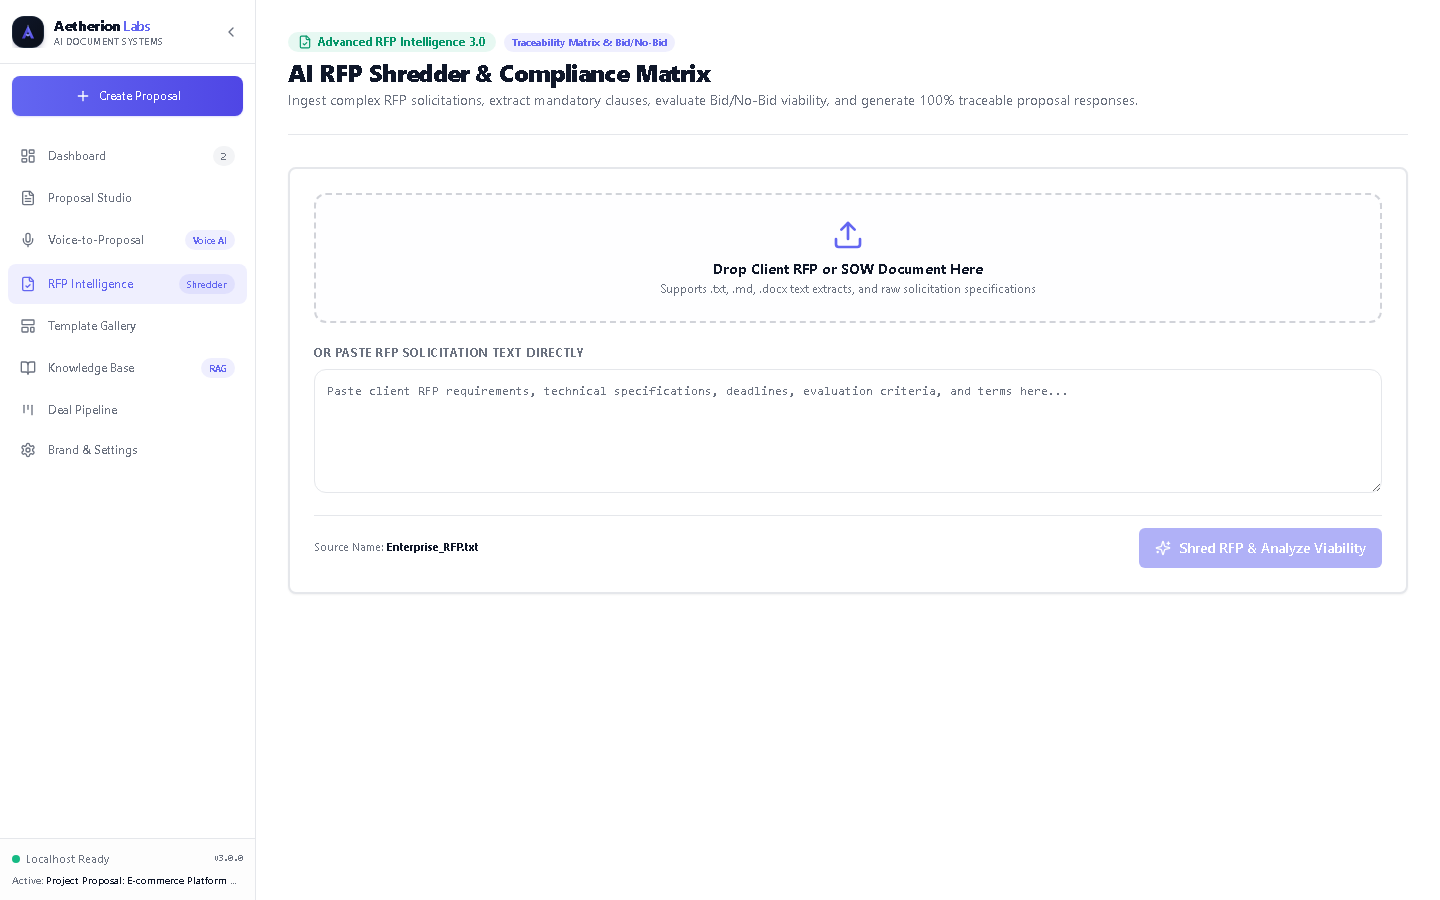 Aetherion Labs
AI DOCUMENT SYSTEMS
Create Proposal
Dashboard 2
Proposal Studio
Voice-to-Proposal Voice AI
RFP Intelligence Shredder
Template Gallery
Knowledge Base RAG
Deal Pipeline
Brand & Settings
Localhost Ready v3.0.0
Active: Project Proposal: E-commerce Platform ...
Advanced RFP Intelligence 3.0 Traceability Matrix & Bid/No-Bid
AI RFP Shredder & Compliance Matrix
Ingest complex RFP solicitations, extract mandatory clauses, evaluate Bid/No-Bid viability, and generate 100% traceable proposal responses.
Drop Client RFP or SOW Document Here
Supports .txt, .md, .docx text extracts, and raw solicitation specifications
OR PASTE RFP SOLICITATION TEXT DIRECTLY
Paste client RFP requirements, technical specifications, deadlines, evaluation criteria, and terms here...
Source Name: Enterprise_RFP.txt
Shred RFP & Analyze Viability